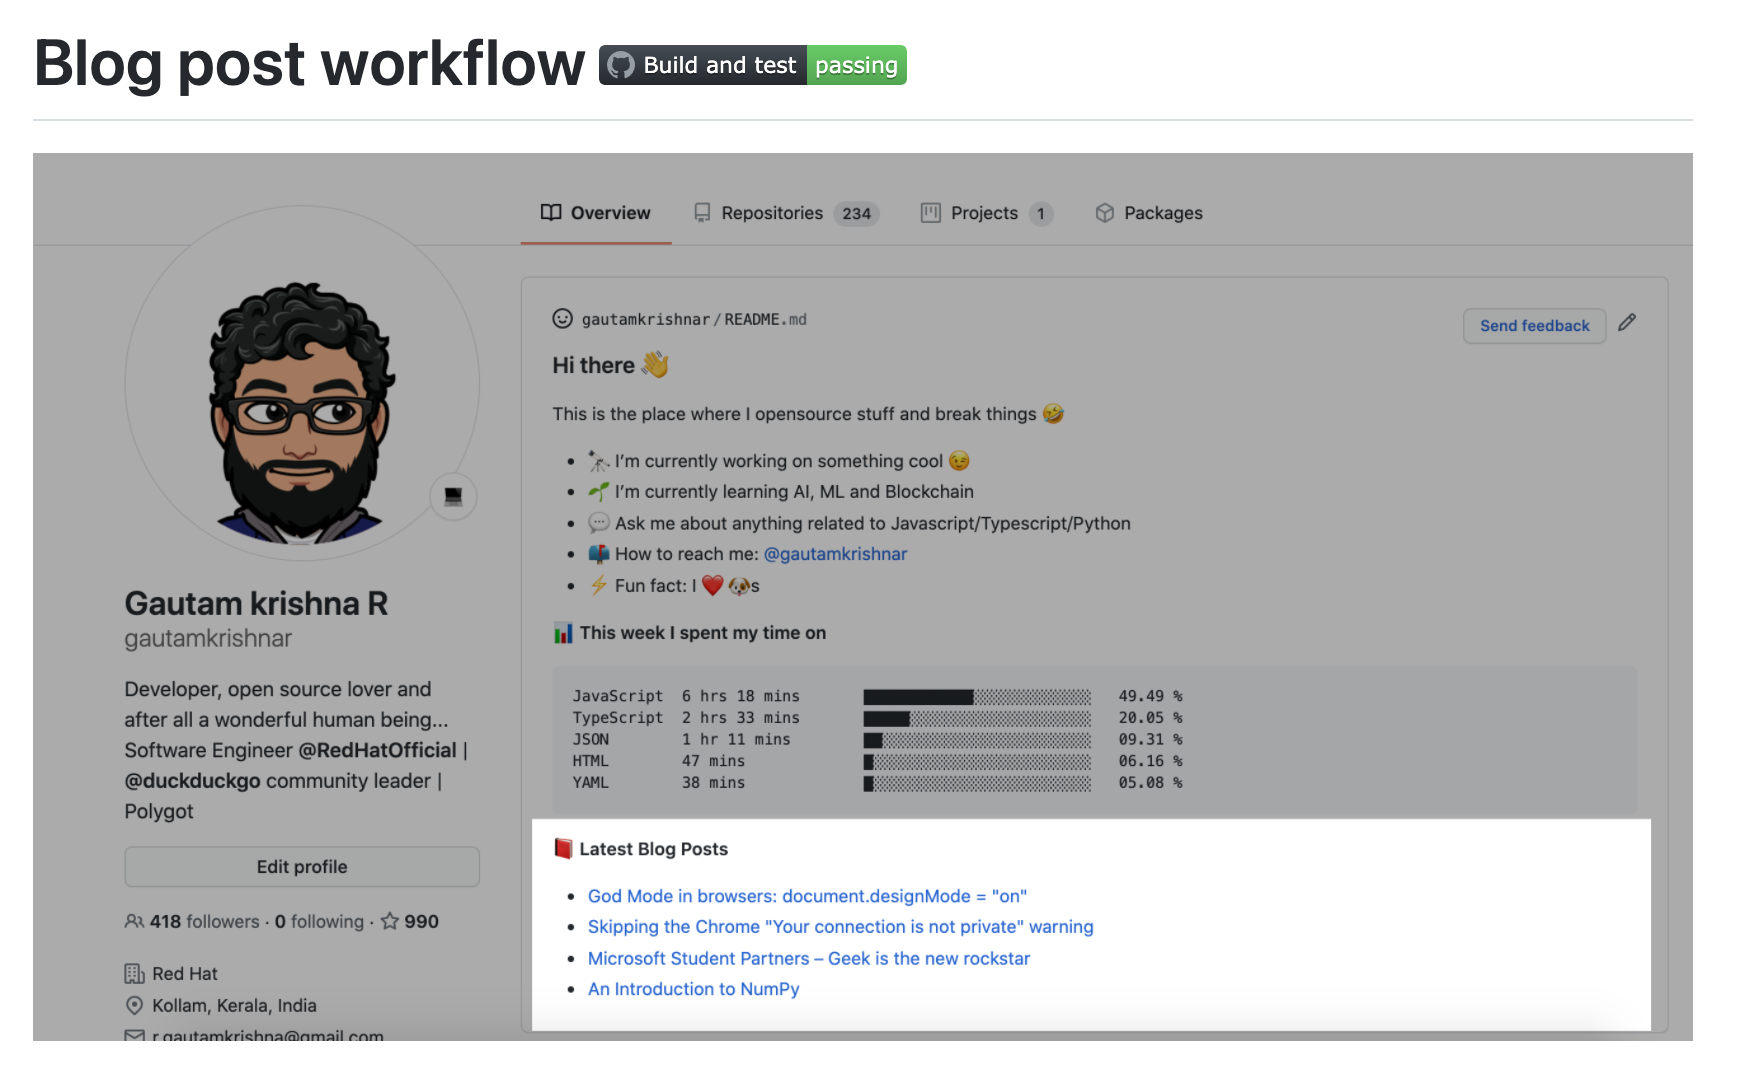 Blog post workflow
Build and test passing
Overview
Repositories 234
Projects 1
Packages
gautamkrishnar/README.md
Send feedback
Hi there 👋
This is the place where I opensource stuff and break things 🤣
• 🔭 I’m currently working on something cool 😉
• 🌱 I’m currently learning AI, ML and Blockchain
• 💬 Ask me about anything related to Javascript/Typescript/Python
• 📫 How to reach me: @gautamkrishnar
• ⚡ Fun fact: I ❤️ 🐶s
📊 This week I spent my time on
JavaScript 6 hrs 18 mins 49.49 %
TypeScript 2 hrs 33 mins 20.05 %
JSON 1 hr 11 mins 09.31 %
HTML 47 mins 06.16 %
YAML 38 mins 05.08 %
📕 Latest Blog Posts
• God Mode in browsers: document.designMode = "on"
• Skipping the Chrome "Your connection is not private" warning
• Microsoft Student Partners – Geek is the new rockstar
• An Introduction to NumPy
Gautam krishna R
gautamkrishnar
Developer, open source lover and
after all a wonderful human being...
Software Engineer @RedHatOfficial |
@duckduckgo community leader |
Polygot
Edit profile
418 followers · 0 following · 990
Red Hat
Kollam, Kerala, India
r.gautamkrishna@gmail.com